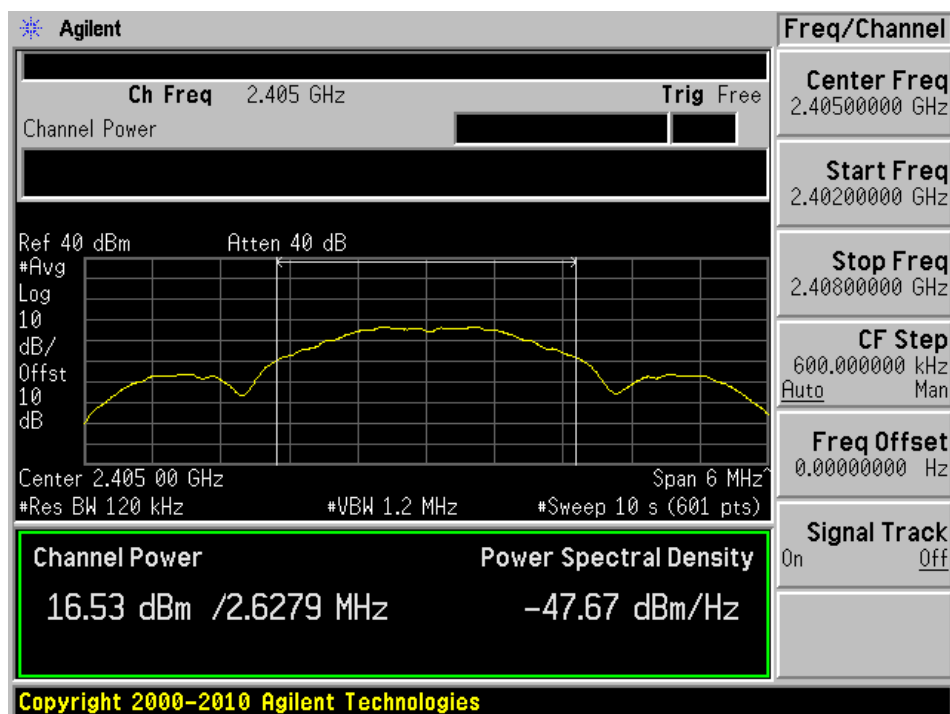 Agilent
Freq/Channel
Ch Freq 2.405 GHz
Trig Free
Channel Power
Ref 40 dBm
Atten 40 dB
#Avg
Log
10
dB/
Offst
10
dB
Center 2.405 00 GHz
Span 6 MHz^
#Res BW 120 kHz
#VBW 1.2 MHz
#Sweep 10 s (601 pts)
Channel Power
Power Spectral Density
16.53 dBm /2.6279 MHz
-47.67 dBm/Hz
Copyright 2000-2010 Agilent Technologies
Center Freq
2.40500000 GHz
Start Freq
2.40200000 GHz
Stop Freq
2.40800000 GHz
CF Step
600.000000 kHz
Auto Man
Freq Offset
0.00000000 Hz
Signal Track
On Off